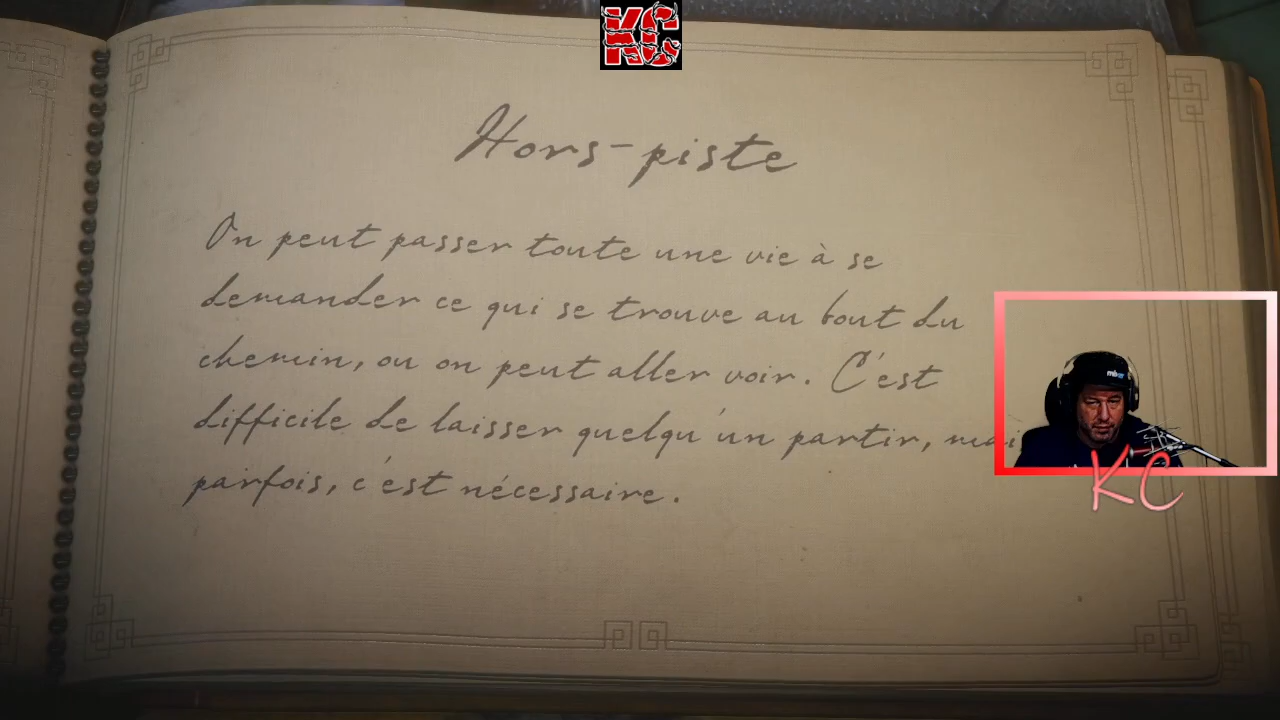 KC
Hors-piste
On peut passer toute une vie à se
demander ce qui se trouve au bout du
chemin, ou on peut aller voir. C'est
difficile de laisser quelqu'un partir, mai
parfois, c'est nécessaire.
KC